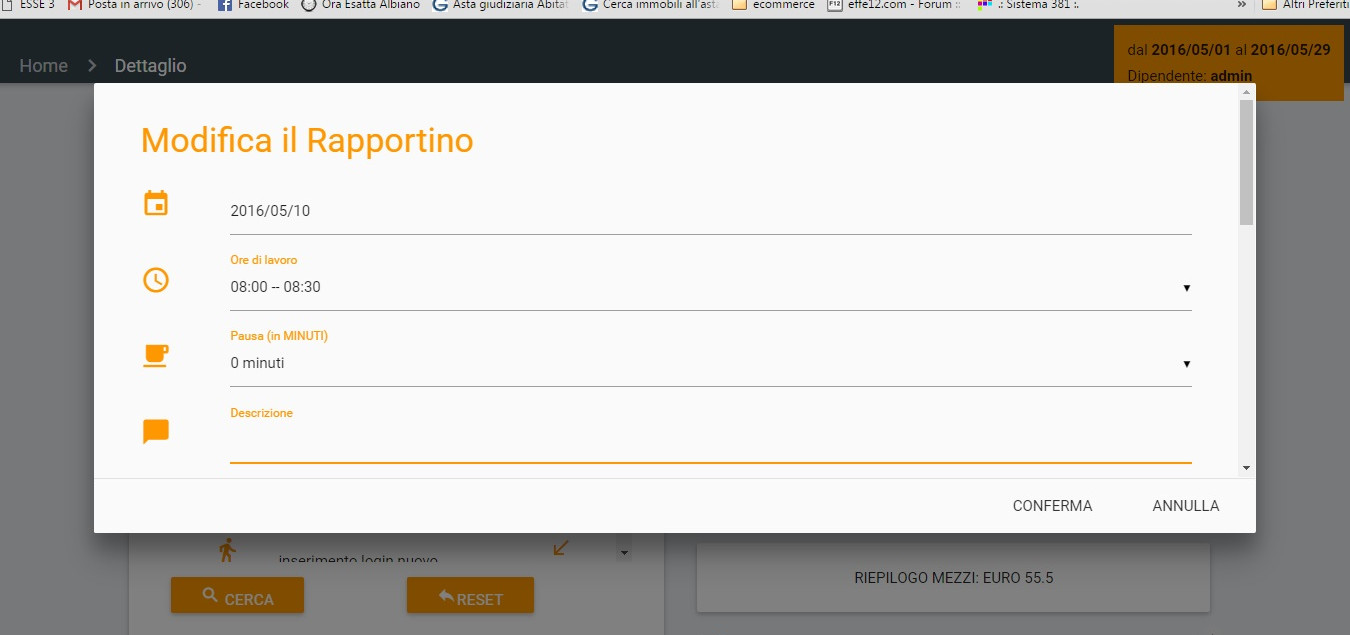 ESSE 3 Posta in arrivo (306) - Facebook Ora Esatta Albiano Asta giudiziaria Abitat Cerca immobili all'asta ecommerce effe12.com - Forum :: .: Sistema 381 :. » Altri Preferiti
Home Dettaglio
dal 2016/05/01 al 2016/05/29
Dipendente: admin
Modifica il Rapportino
2016/05/10
Ore di lavoro
08:00 -- 08:30
Pausa (in MINUTI)
0 minuti
Descrizione
CONFERMA ANNULLA
inserimento login nuovo
CERCA RESET
RIEPILOGO MEZZI: EURO 55.5